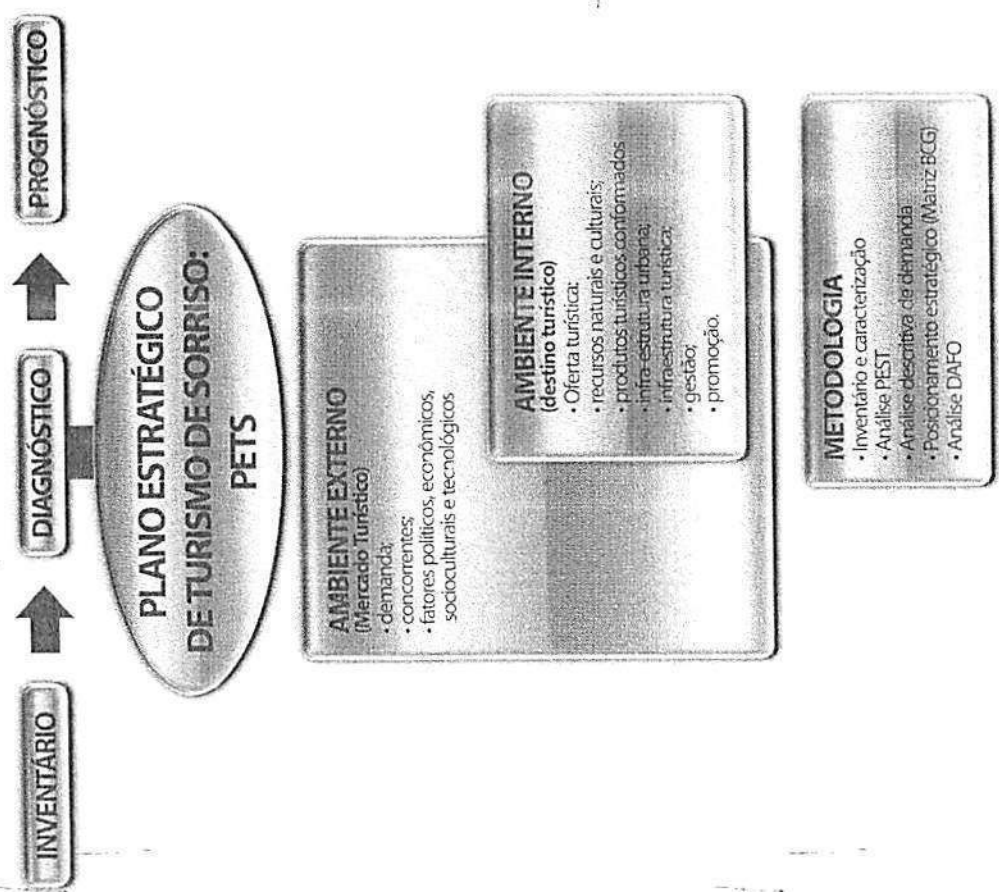 INVENTÁRIO
DIAGNÓSTICO
PROGNÓSTICO
PLANO ESTRATÉGICO
DE TURISMO DE SORRISO:
PETS
AMBIENTE EXTERNO
(Mercado Turístico)
• demanda;
• concorrentes;
• fatores políticos, econômicos,
socioculturais e tecnológicos
AMBIENTE INTERNO
(destino turístico)
• Oferta turística:
• recursos naturais e culturais;
• produtos turísticos conformados
• infra-estrutura urbana;
• infraestrutura turística;
• gestão;
• promoção.
METODOLOGIA
• Inventário e caracterização
• Análise PEST
• Análise descritiva de demanda
• Posicionamento estratégico (Matriz BCG)
• Análise DAFO